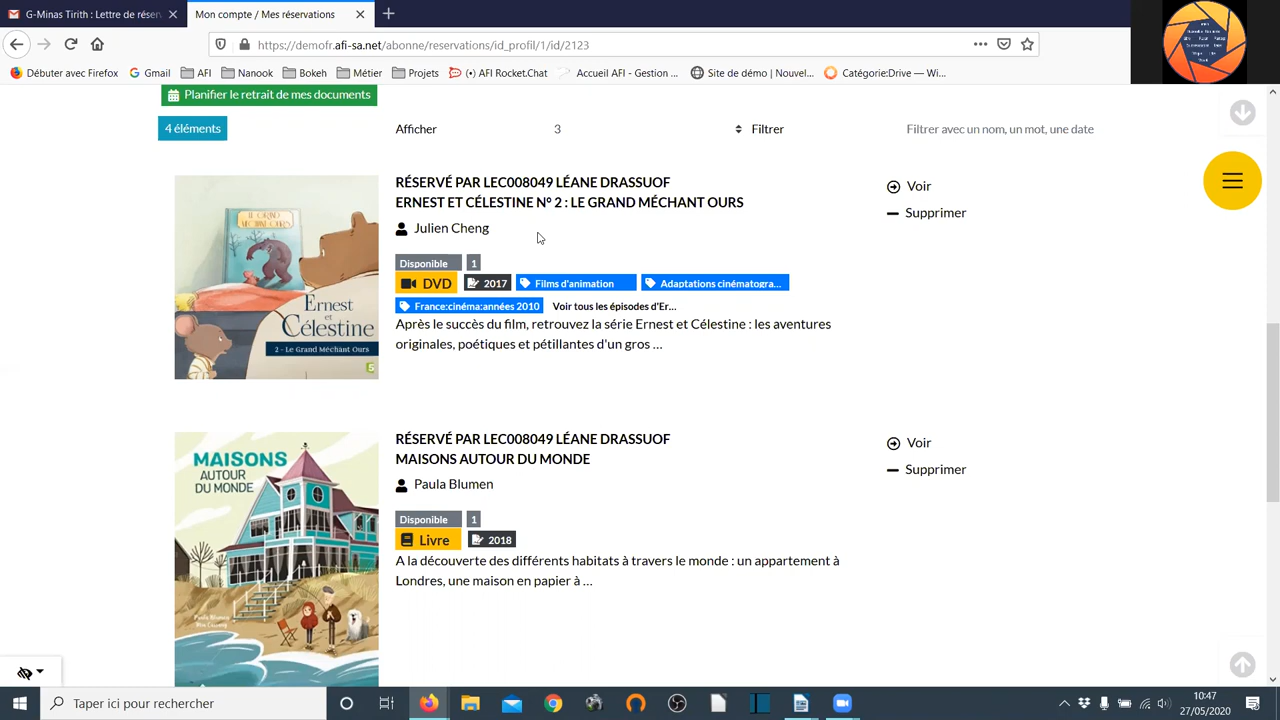 G-Minas Tirith : Lettre de réser
Mon compte / Mes réservations
https://demofr.afi-sa.net/abonne/reservations/id_profil/1/id/2123
Débuter avec Firefox
Gmail
AFI
Nanook
Bokeh
Métier
Projets
(•) AFI Rocket.Chat
Accueil AFI - Gestion ...
Site de démo | Nouvel...
Catégorie:Drive — Wi...
Planifier le retrait de mes documents
4 éléments
Afficher
3
Filtrer
Filtrer avec un nom, un mot, une date
RÉSERVÉ PAR LEC008049 LÉANE DRASSUOF
ERNEST ET CÉLESTINE N° 2 : LE GRAND MÉCHANT OURS
Julien Cheng
Disponible 1
DVD 2017 Films d'animation Adaptations cinématogra...
France:cinéma:années 2010 Voir tous les épisodes d'Er...
Après le succès du film, retrouvez la série Ernest et Célestine : les aventures
originales, poétiques et pétillantes d'un gros ...
Voir
Supprimer
LE GRAND
MÉCHANT OURS
Ernest
et
Célestine
2 - Le Grand Méchant Ours
5
RÉSERVÉ PAR LEC008049 LÉANE DRASSUOF
MAISONS AUTOUR DU MONDE
Paula Blumen
Disponible 1
Livre 2018
A la découverte des différents habitats à travers le monde : un appartement à
Londres, une maison en papier à ...
Voir
Supprimer
MAISONS
AUTOUR
DU MONDE
Taper ici pour rechercher
10:47
27/05/2020